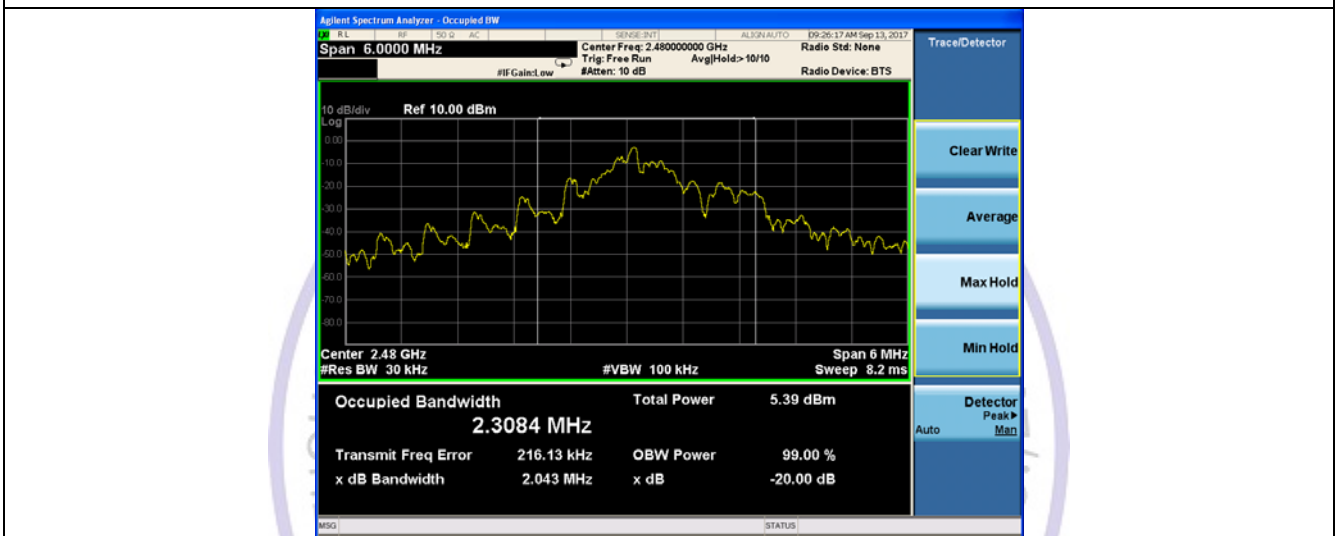 Agilent Spectrum Analyzer - Occupied BW
RL RF 50 Ω AC SENSE:INT ALIGN AUTO 09:26:17 AM Sep 13, 2017
Span 6.0000 MHz Center Freq: 2.480000000 GHz Radio Std: None
Trig: Free Run Avg|Hold:> 10/10
#IFGain:Low #Atten: 10 dB Radio Device: BTS
Trace/Detector
10 dB/div Ref 10.00 dBm
Log
0.00
-10.0
-20.0
-30.0
-40.0
-50.0
-60.0
-70.0
-80.0
Center 2.48 GHz Span 6 MHz
#Res BW 30 kHz #VBW 100 kHz Sweep 8.2 ms
Occupied Bandwidth Total Power 5.39 dBm
2.3084 MHz
Transmit Freq Error 216.13 kHz OBW Power 99.00 %
x dB Bandwidth 2.043 MHz x dB -20.00 dB
Clear Write
Average
Max Hold
Min Hold
Detector
Peak▶
Auto Man
MSG STATUS